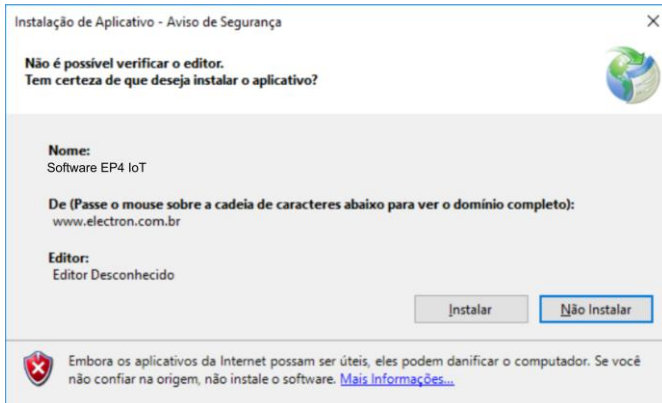 Instalação de Aplicativo - Aviso de Segurança
Não é possível verificar o editor.
Tem certeza de que deseja instalar o aplicativo?
Nome:
Software EP4 IoT
De (Passe o mouse sobre a cadeia de caracteres abaixo para ver o domínio completo):
www.electron.com.br
Editor:
Editor Desconhecido
Instalar
Não Instalar
Embora os aplicativos da Internet possam ser úteis, eles podem danificar o computador. Se você
não confiar na origem, não instale o software. Mais Informações...